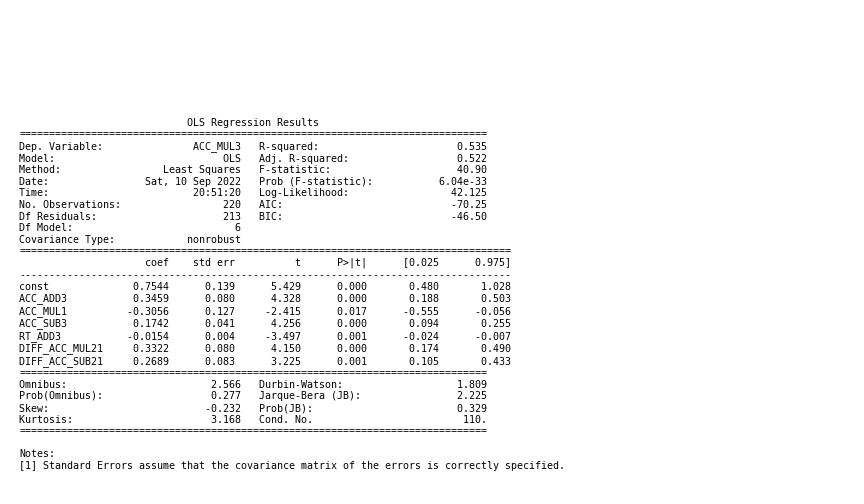 OLS Regression Results
==============================================================================
Dep. Variable:               ACC_MUL3   R-squared:                       0.535
Model:                            OLS   Adj. R-squared:                  0.522
Method:                 Least Squares   F-statistic:                     40.90
Date:                Sat, 10 Sep 2022   Prob (F-statistic):           6.04e-33
Time:                        20:51:20   Log-Likelihood:                 42.125
No. Observations:                 220   AIC:                            -70.25
Df Residuals:                     213   BIC:                            -46.50
Df Model:                           6
Covariance Type:            nonrobust
==================================================================================
                     coef    std err          t      P>|t|      [0.025      0.975]
----------------------------------------------------------------------------------
const              0.7544      0.139      5.429      0.000       0.480       1.028
ACC_ADD3           0.3459      0.080      4.328      0.000       0.188       0.503
ACC_MUL1          -0.3056      0.127     -2.415      0.017      -0.555      -0.056
ACC_SUB3           0.1742      0.041      4.256      0.000       0.094       0.255
RT_ADD3           -0.0154      0.004     -3.497      0.001      -0.024      -0.007
DIFF_ACC_MUL21     0.3322      0.080      4.150      0.000       0.174       0.490
DIFF_ACC_SUB21     0.2689      0.083      3.225      0.001       0.105       0.433
==============================================================================
Omnibus:                        2.566   Durbin-Watson:                   1.809
Prob(Omnibus):                  0.277   Jarque-Bera (JB):                2.225
Skew:                          -0.232   Prob(JB):                        0.329
Kurtosis:                       3.168   Cond. No.                         110.
==============================================================================
Notes:
[1] Standard Errors assume that the covariance matrix of the errors is correctly specified.